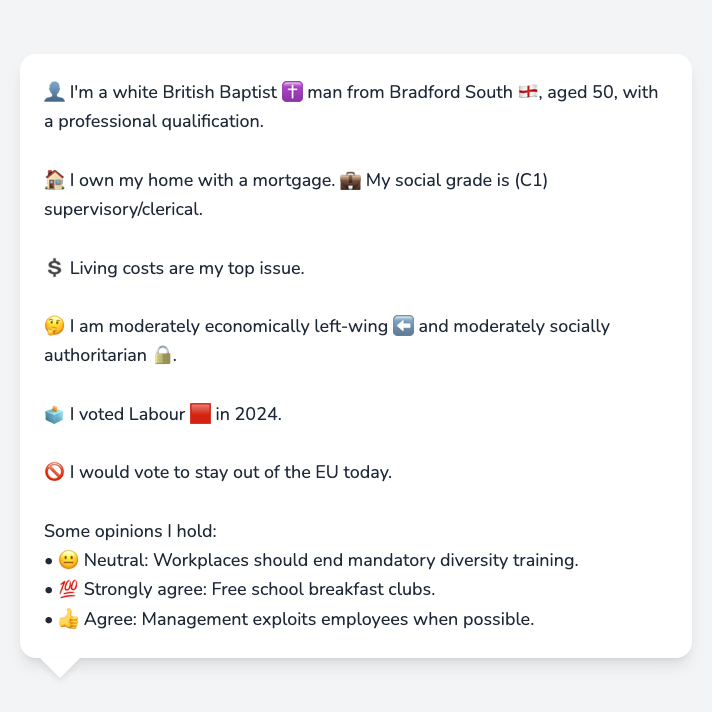 👤 I'm a white British Baptist ✝️ man from Bradford South 🏴󠁧󠁢󠁥󠁮󠁧󠁿, aged 50, with
a professional qualification.
🏠 I own my home with a mortgage. 💼 My social grade is (C1)
supervisory/clerical.
💲 Living costs are my top issue.
🤔 I am moderately economically left-wing ⬅️ and moderately socially
authoritarian 🔒.
🗳️ I voted Labour 🟥 in 2024.
🚫 I would vote to stay out of the EU today.
Some opinions I hold:
• 😐 Neutral: Workplaces should end mandatory diversity training.
• 💯 Strongly agree: Free school breakfast clubs.
• 👍 Agree: Management exploits employees when possible.